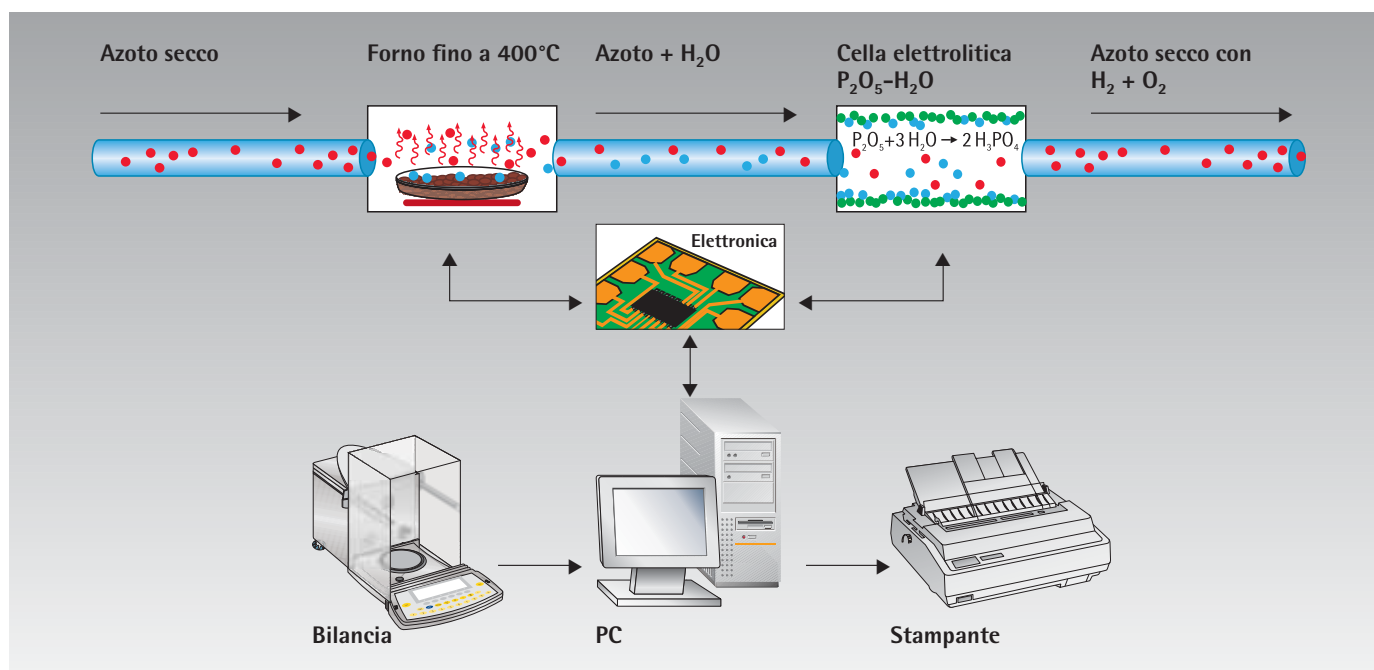 Azoto secco
Forno fino a 400°C
Azoto + H₂O
Cella elettrolitica
P₂O₅-H₂O
Azoto secco con
H₂ + O₂
P₂O₅+3 H₂O → 2 H₃PO₄
Elettronica
Bilancia
PC
Stampante